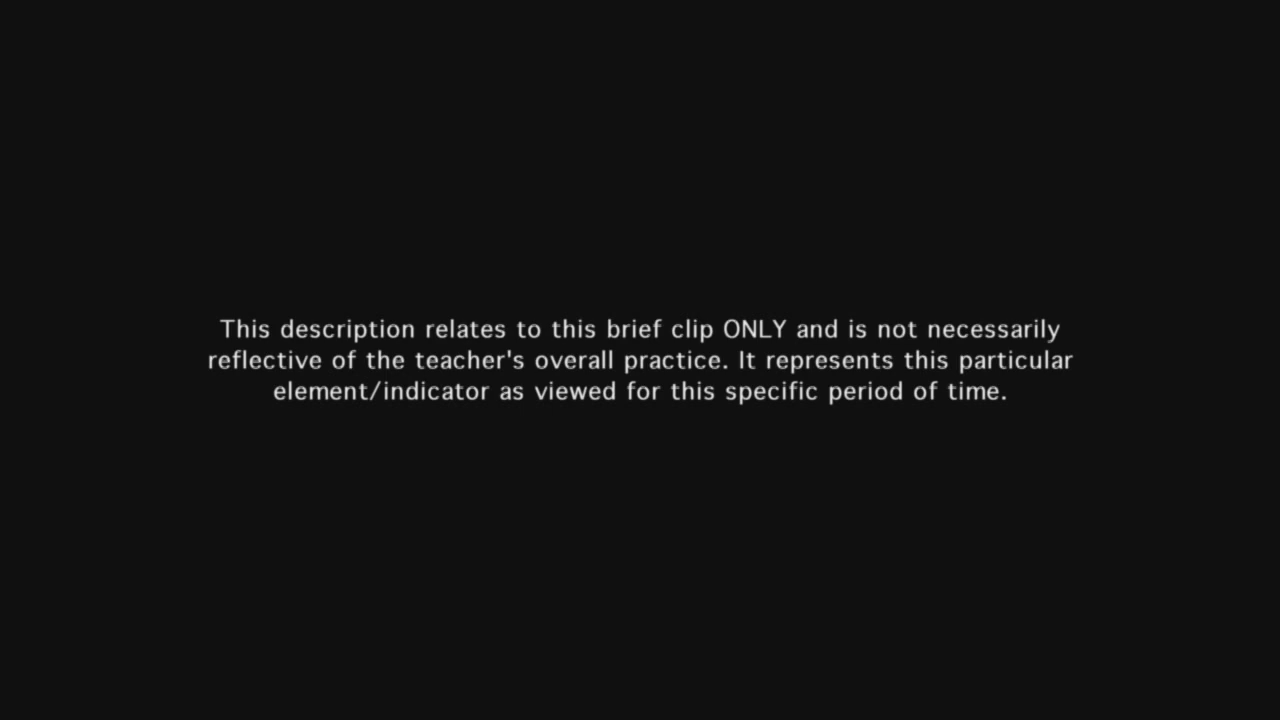 This description relates to this brief clip ONLY and is not necessarily
reflective of the teacher's overall practice. It represents this particular
element/indicator as viewed for this specific period of time.